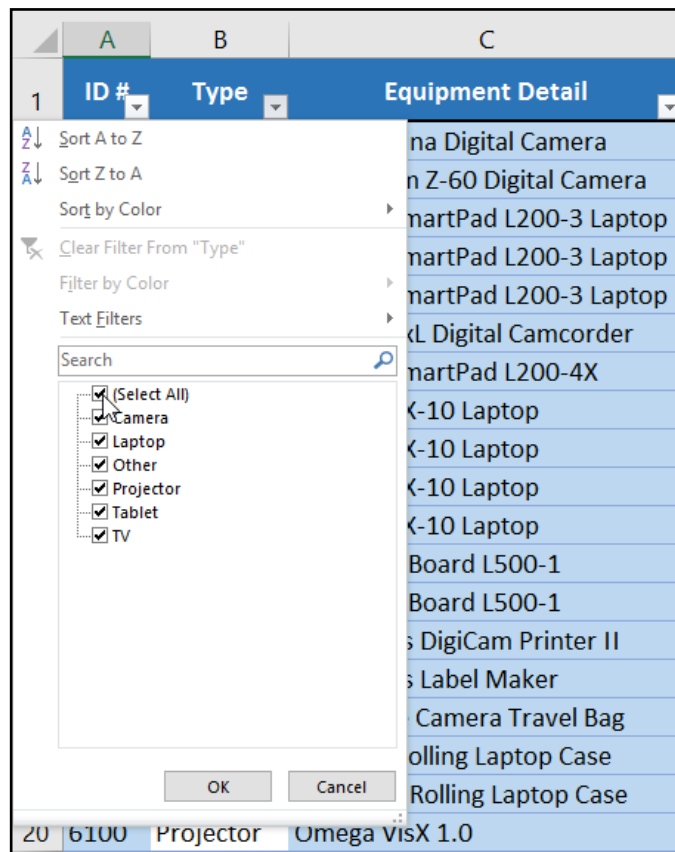 A B C
1 ID # Type Equipment Detail
Sort A to Z
Sort Z to A
Sort by Color
Clear Filter From "Type"
Filter by Color
Text Filters
Search
(Select All)
Camera
Laptop
Other
Projector
Tablet
TV
OK Cancel
na Digital Camera
m Z-60 Digital Camera
martPad L200-3 Laptop
martPad L200-3 Laptop
martPad L200-3 Laptop
xL Digital Camcorder
martPad L200-4X
X-10 Laptop
X-10 Laptop
X-10 Laptop
X-10 Laptop
Board L500-1
Board L500-1
s DigiCam Printer II
s Label Maker
Camera Travel Bag
olling Laptop Case
Rolling Laptop Case
20 6100 Projector Omega VisX 1.0